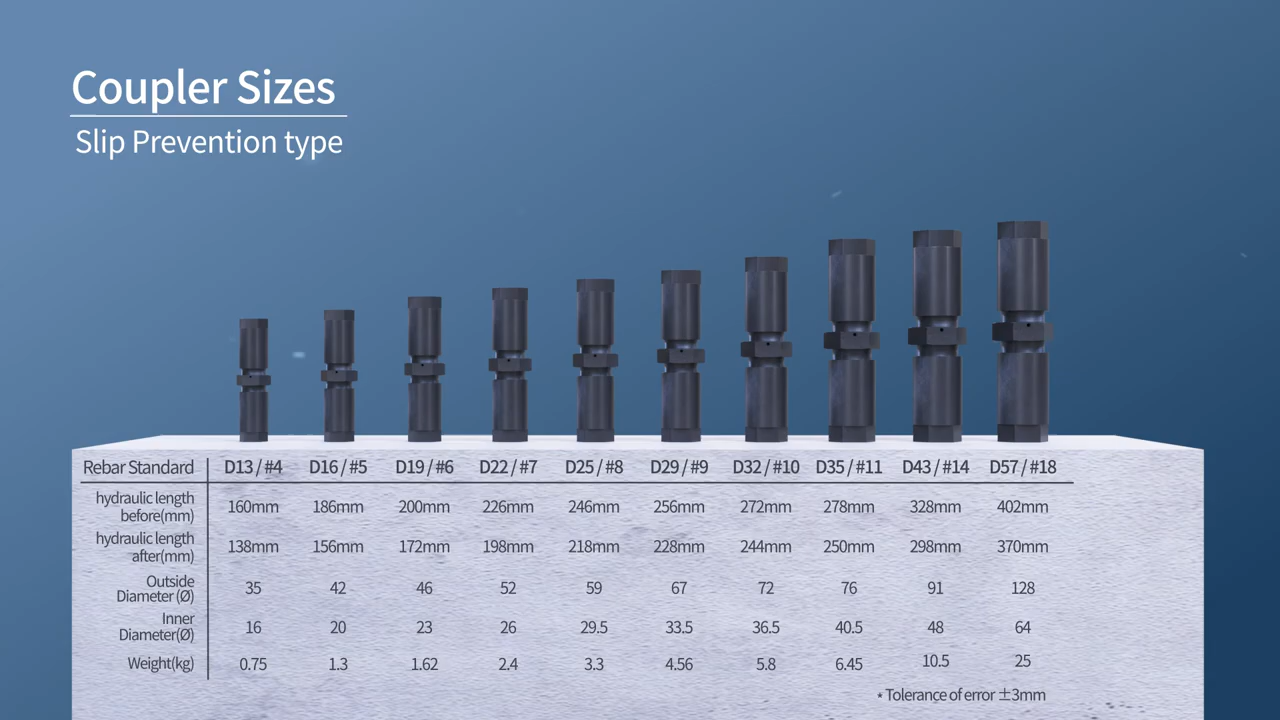 Coupler Sizes
Slip Prevention type
Rebar Standard D13 / #4 D16 / #5 D19 / #6 D22 / #7 D25 / #8 D29 / #9 D32 / #10 D35 / #11 D43 / #14 D57 / #18
hydraulic length
before(mm) 160mm 186mm 200mm 226mm 246mm 256mm 272mm 278mm 328mm 402mm
hydraulic length
after(mm) 138mm 156mm 172mm 198mm 218mm 228mm 244mm 250mm 298mm 370mm
Outside
Diameter (Ø) 35 42 46 52 59 67 72 76 91 128
Inner
Diameter(Ø) 16 20 23 26 29.5 33.5 36.5 40.5 48 64
Weight(kg) 0.75 1.3 1.62 2.4 3.3 4.56 5.8 6.45 10.5 25
⋆ Tolerance of error ±3mm